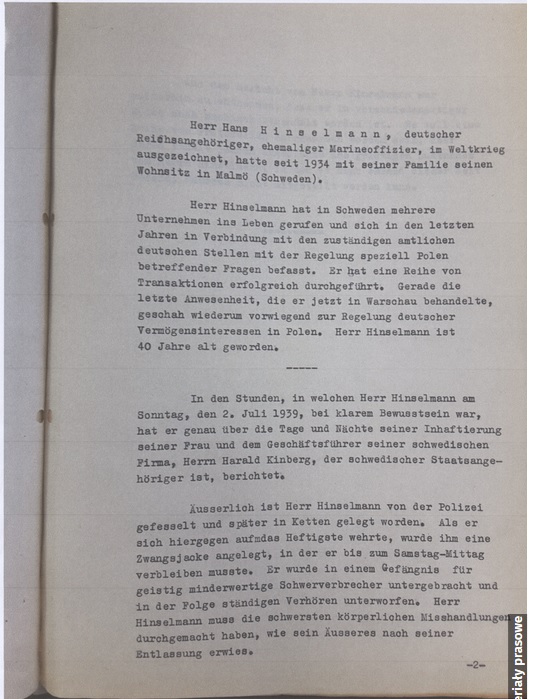 Herr Hans H i n s e l m a n n , deutscher
Reichsangehöriger, ehemaliger Marineoffizier, im Weltkrieg
ausgezeichnet, hatte seit 1934 mit seiner Familie seinen
Wohnsitz in Malmö (Schweden).
Herr Hinselmann hat in Schweden mehrere
Unternehmen ins Leben gerufen und sich in den letzten
Jahren in Verbindung mit den zuständigen amtlichen
deutschen Stellen mit der Regelung speziell Polen
betreffender Fragen befasst. Er hat eine Reihe von
Transaktionen erfolgreich durchgeführt. Gerade die
letzte Anwesenheit, die er jetzt in Warschau behandelte,
geschah wiederum vorwiegend zur Regelung deutscher
Vermögensinteressen in Polen. Herr Hinselmann ist
40 Jahre alt geworden.
-----
In den Stunden, in welchen Herr Hinselmann am
Sonntag, den 2. Juli 1939, bei klarem Bewusstsein war,
hat er genau über die Tage und Nächte seiner Inhaftierung
seiner Frau und dem Geschäftsführer seiner schwedischen
Firma, Herrn Harald Kinberg, der schwedischer Staatsange-
höriger ist, berichtet.
Äusserlich ist Herr Hinselmann von der Polizei
gefesselt und später in Ketten gelegt worden. Als er
sich hiergegen aufmdas Heftigste wehrte, wurde ihm eine
Zwangsjacke angelegt, in der er bis zum Samstag-Mittag
verbleiben musste. Er wurde in einem Gefängnis für
geistig minderwertige Schwerverbrecher untergebracht und
in der Folge ständigen Verhören unterworfen. Herr
Hinselmann muss die schwersten körperlichen Misshandlungen
durchgemacht haben, wie sein Äusseres nach seiner
Entlassung erwies.
-2-
eriały prasowe